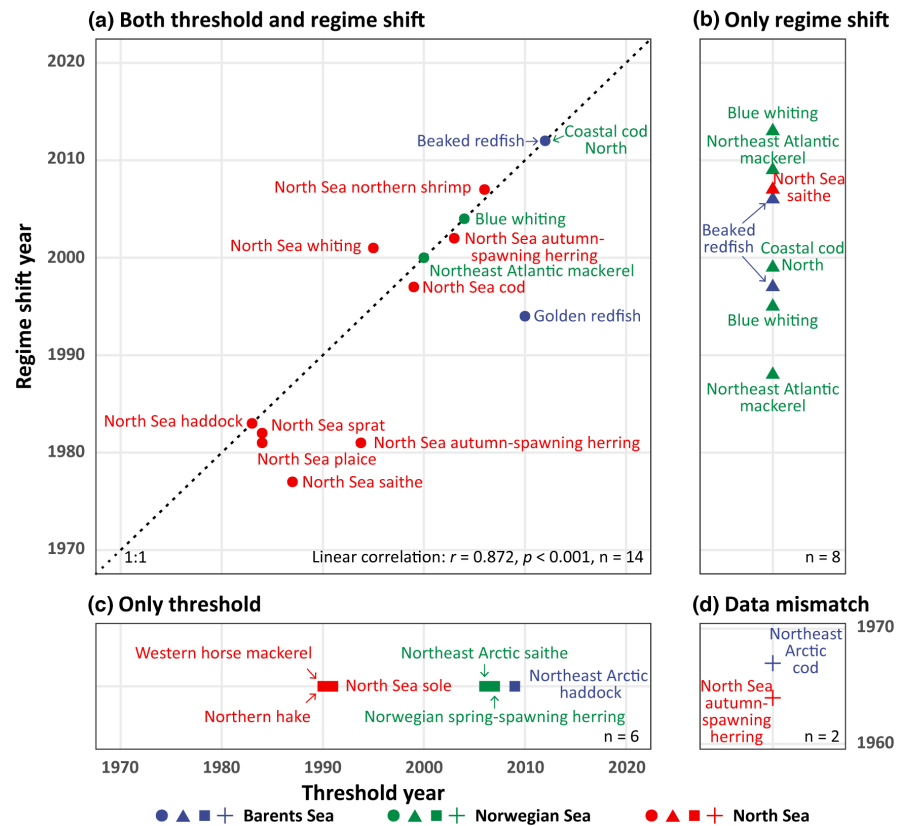 (a) Both threshold and regime shift
(b) Only regime shift
Regime shift year
2020
2010
2000
1990
1980
1970
Beaked redfish
Coastal cod
North
North Sea northern shrimp
Blue whiting
North Sea whiting
North Sea autumn-
spawning herring
Northeast Atlantic mackerel
North Sea cod
Golden redfish
North Sea haddock
North Sea sprat
North Sea autumn-spawning herring
North Sea plaice
North Sea saithe
1:1
Linear correlation: r = 0.872, p < 0.001, n = 14
Blue whiting
Northeast Atlantic
mackerel
North Sea
saithe
Beaked
redfish
Coastal cod
North
Blue whiting
Northeast Atlantic
mackerel
n = 8
(c) Only threshold
Western horse mackerel
Northeast Arctic saithe
North Sea sole
Northeast Arctic
haddock
Northern hake
Norwegian spring-spawning herring
n = 6
1970
1980
1990
2000
2010
2020
Threshold year
(d) Data mismatch
1970
Northeast
Arctic
cod
North Sea
autumn-
spawning
herring
n = 2
1960
Barents Sea
Norwegian Sea
North Sea